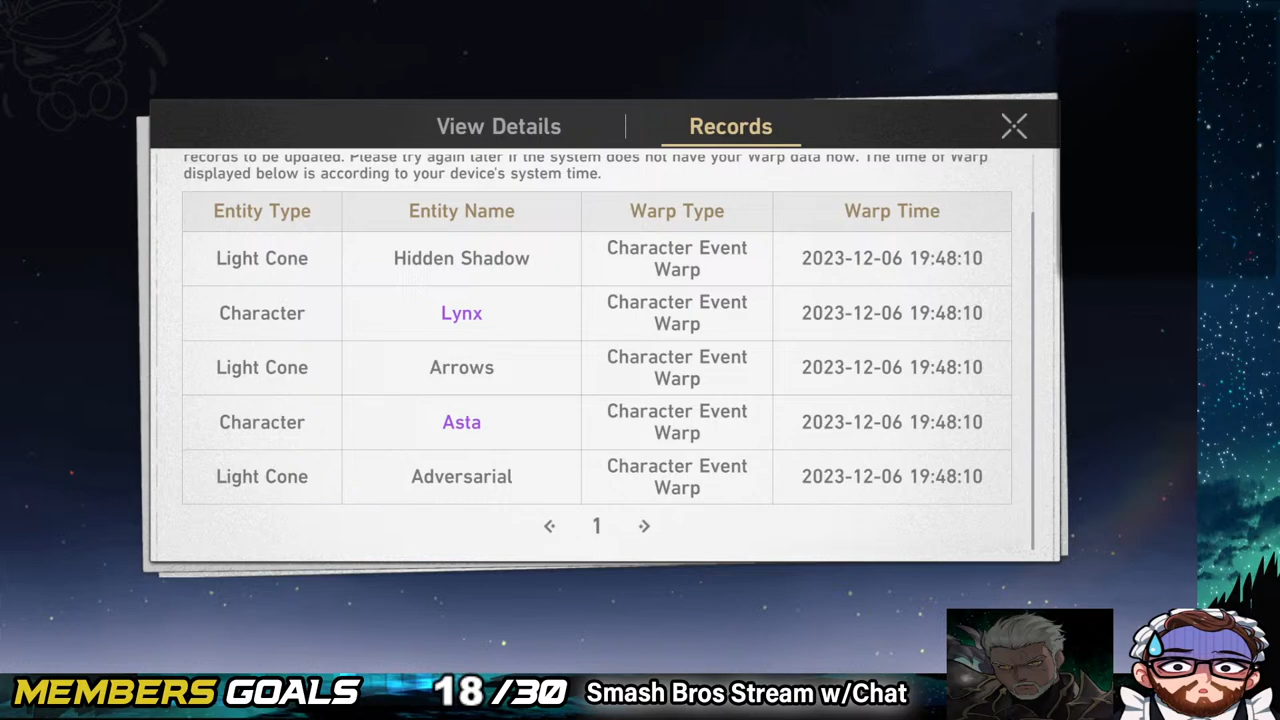 View Details
Records
records to be updated. Please try again later if the system does not have your Warp data now. The time of Warp
displayed below is according to your device's system time.
Entity Type Entity Name Warp Type Warp Time
Light Cone Hidden Shadow Character Event Warp 2023-12-06 19:48:10
Character Lynx Character Event Warp 2023-12-06 19:48:10
Light Cone Arrows Character Event Warp 2023-12-06 19:48:10
Character Asta Character Event Warp 2023-12-06 19:48:10
Light Cone Adversarial Character Event Warp 2023-12-06 19:48:10
1
MEMBERS GOALS 18/30 Smash Bros Stream w/Chat